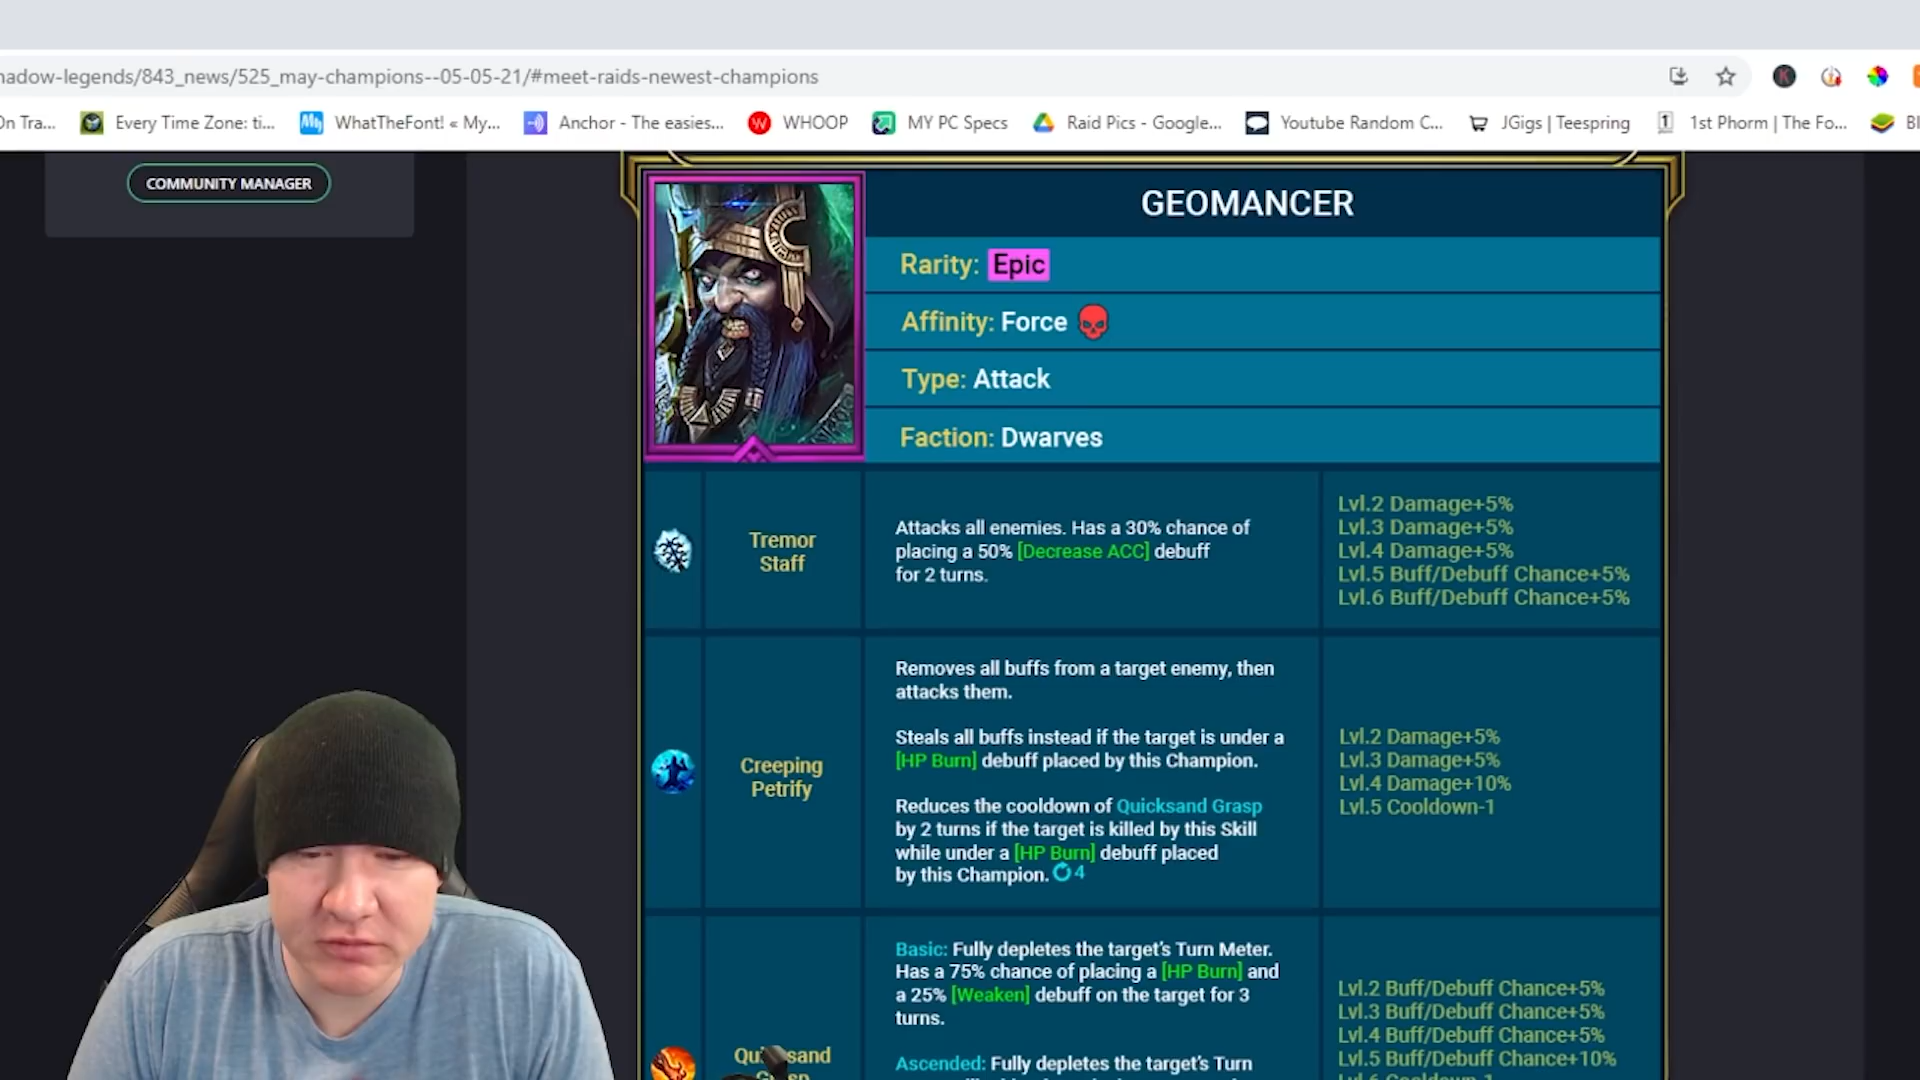 hadow-legends/843_news/525_may-champions--05-05-21/#meet-raids-newest-champions
On Tra... Every Time Zone: ti... WhatTheFont! « My... Anchor - The easies... WHOOP MY PC Specs Raid Pics - Google... Youtube Random C... JGigs | Teespring 1st Phorm | The Fo...
COMMUNITY MANAGER
GEOMANCER
Rarity: Epic
Affinity: Force
Type: Attack
Faction: Dwarves
Tremor
Staff
Attacks all enemies. Has a 30% chance of
placing a 50% [Decrease ACC] debuff
for 2 turns.
Lvl.2 Damage+5%
Lvl.3 Damage+5%
Lvl.4 Damage+5%
Lvl.5 Buff/Debuff Chance+5%
Lvl.6 Buff/Debuff Chance+5%
Creeping
Petrify
Removes all buffs from a target enemy, then
attacks them.
Steals all buffs instead if the target is under a
[HP Burn] debuff placed by this Champion.
Reduces the cooldown of Quicksand Grasp
by 2 turns if the target is killed by this Skill
while under a [HP Burn] debuff placed
by this Champion. 4
Lvl.2 Damage+5%
Lvl.3 Damage+5%
Lvl.4 Damage+10%
Lvl.5 Cooldown-1
Quicksand
Grasp
Basic: Fully depletes the target's Turn Meter.
Has a 75% chance of placing a [HP Burn] and
a 25% [Weaken] debuff on the target for 3
turns.
Ascended: Fully depletes the target's Turn
Lvl.2 Buff/Debuff Chance+5%
Lvl.3 Buff/Debuff Chance+5%
Lvl.4 Buff/Debuff Chance+5%
Lvl.5 Buff/Debuff Chance+10%
Lvl.6 Cooldown-1